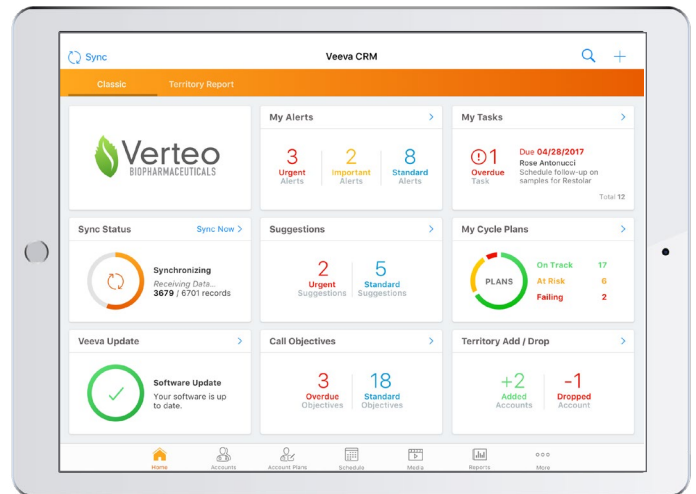 Sync
Veeva CRM
Classic
Territory Report
Verteo
BIOPHARMACEUTICALS
My Alerts
3
Urgent
Alerts
2
Important
Alerts
8
Standard
Alerts
My Tasks
1
Overdue
Task
Due 04/28/2017
Rose Antonucci
Schedule follow-up on
samples for Restolar
Total 12
Sync Status
Sync Now
Synchronizing
Receiving Data...
3679 / 6701 records
Suggestions
2
Urgent
Suggestions
5
Standard
Suggestions
My Cycle Plans
PLANS
On Track 17
At Risk 6
Failing 2
Veeva Update
Software Update
Your software is up
to date.
Call Objectives
3
Overdue
Objectives
18
Standard
Objectives
Territory Add / Drop
+2
Added
Accounts
-1
Dropped
Account
Home
Accounts
Account Plans
Schedule
Media
Reports
More